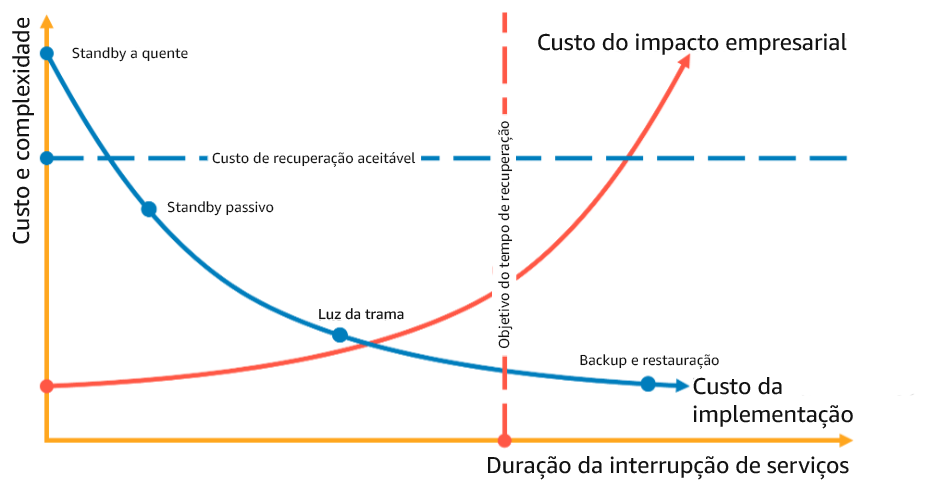 Custo e complexidade
Standby a quente
Custo do impacto empresarial
Custo de recuperação aceitável
Objetivo do tempo de recuperação
Standby passivo
Luz da trama
Backup e restauração
Custo da
implementação
Duração da interrupção de serviços